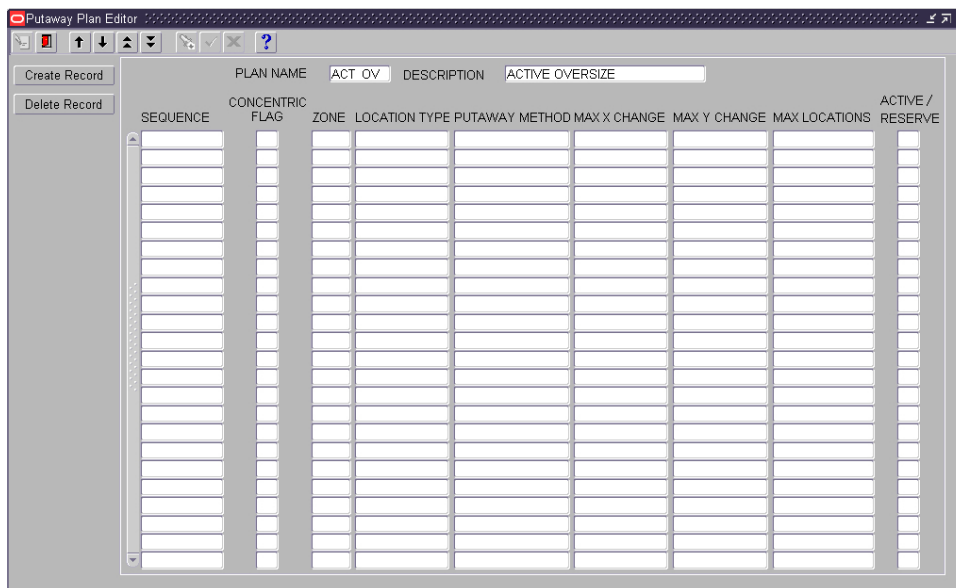 Putaway Plan Editor
?
Create Record
Delete Record
PLAN NAME ACT OV DESCRIPTION ACTIVE OVERSIZE
SEQUENCE CONCENTRIC FLAG ZONE LOCATION TYPE PUTAWAY METHOD MAX X CHANGE MAX Y CHANGE MAX LOCATIONS ACTIVE / RESERVE